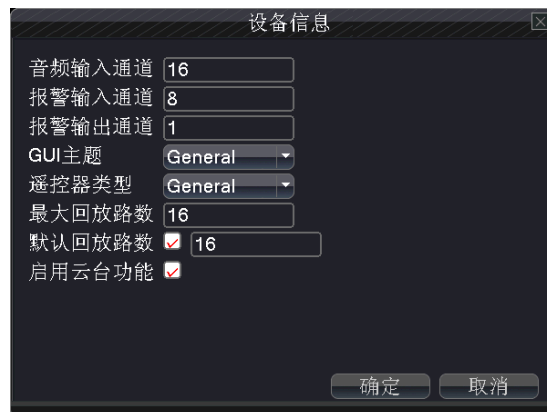 设备信息
音频输入通道 16
报警输入通道 8
报警输出通道 1
GUI主题 General
遥控器类型 General
最大回放路数 16
默认回放路数 16
启用云台功能
确定 取消